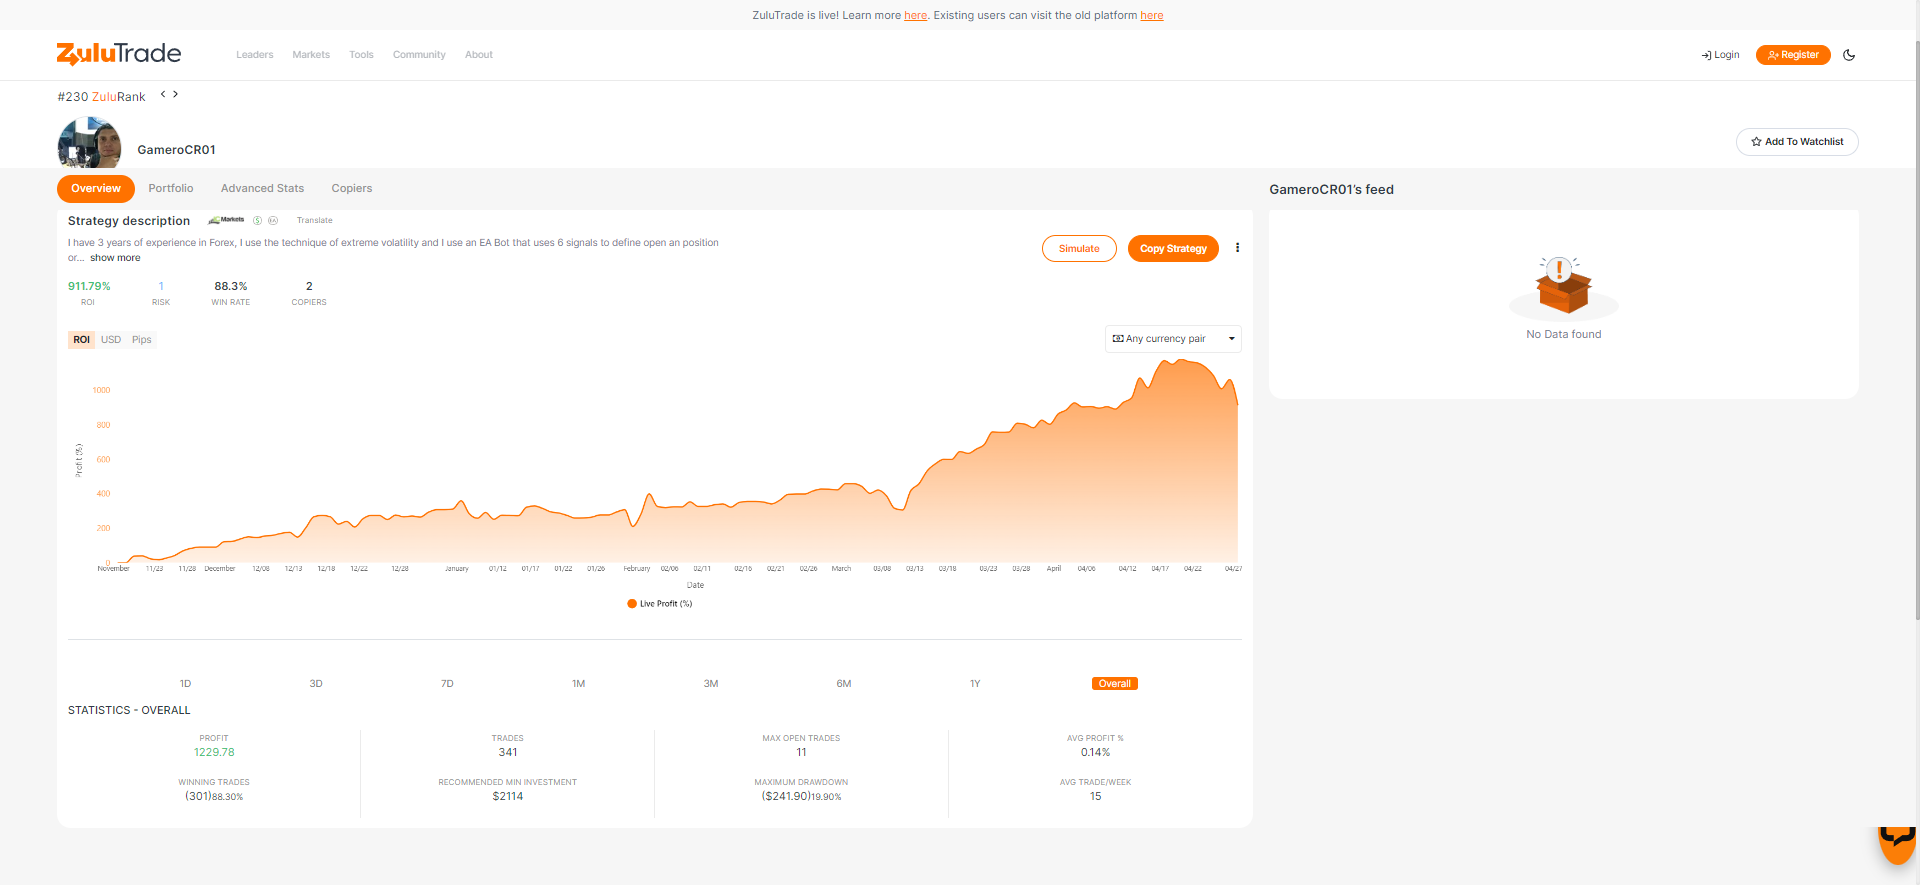 ZuluTrade is live! Learn more here. Existing users can visit the old platform here
ZuluTrade
Leaders Markets Tools Community About
Login Register
#230 ZuluRank
GameroCR01
Add To Watchlist
Overview Portfolio Advanced Stats Copiers
GameroCR01's feed
Strategy description Markets Translate
I have 3 years of experience in Forex, I use the technique of extreme volatility and I use an EA Bot that uses 6 signals to define open an position
or... show more
Simulate Copy Strategy
911.79% 1 88.3% 2
ROI RISK WIN RATE COPIERS
No Data found
ROI USD Pips
Any currency pair
1000
800
600
400
200
0
Profit (%)
November 11/23 11/28 December 12/08 12/13 12/18 12/22 12/28 January 01/12 01/17 01/22 01/26 February 02/06 02/11 02/16 02/21 02/26 March 03/08 03/13 03/18 03/23 03/28 April 04/06 04/12 04/17 04/22 04/27
Date
Live Profit (%)
1D 3D 7D 1M 3M 6M 1Y Overall
STATISTICS - OVERALL
PROFIT TRADES MAX OPEN TRADES AVG PROFIT %
1229.78 341 11 0.14%
WINNING TRADES RECOMMENDED MIN INVESTMENT MAXIMUM DRAWDOWN AVG TRADE/WEEK
(301)88.30% $2114 ($241.90)19.90% 15